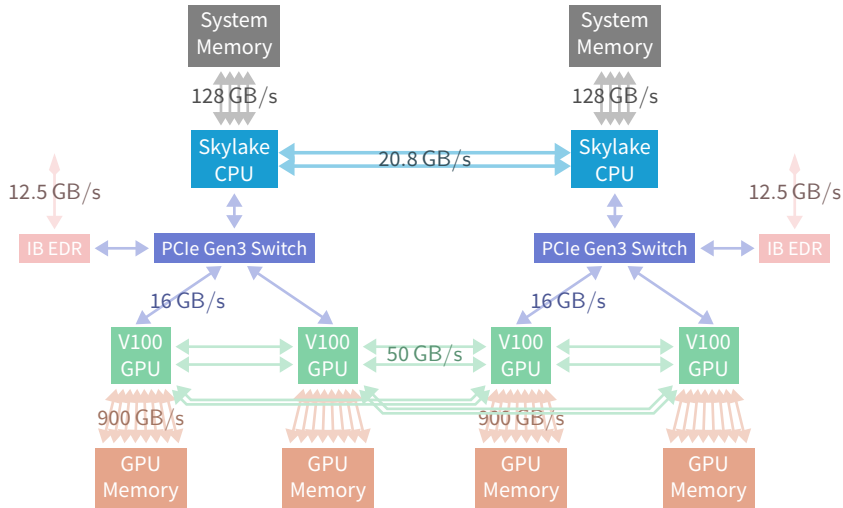 System
Memory
System
Memory
128 GB/s
128 GB/s
Skylake
CPU
20.8 GB/s
Skylake
CPU
12.5 GB/s
12.5 GB/s
IB EDR
PCIe Gen3 Switch
PCIe Gen3 Switch
IB EDR
16 GB/s
16 GB/s
V100
GPU
V100
GPU
50 GB/s
V100
GPU
V100
GPU
900 GB/s
900 GB/s
GPU
Memory
GPU
Memory
GPU
Memory
GPU
Memory